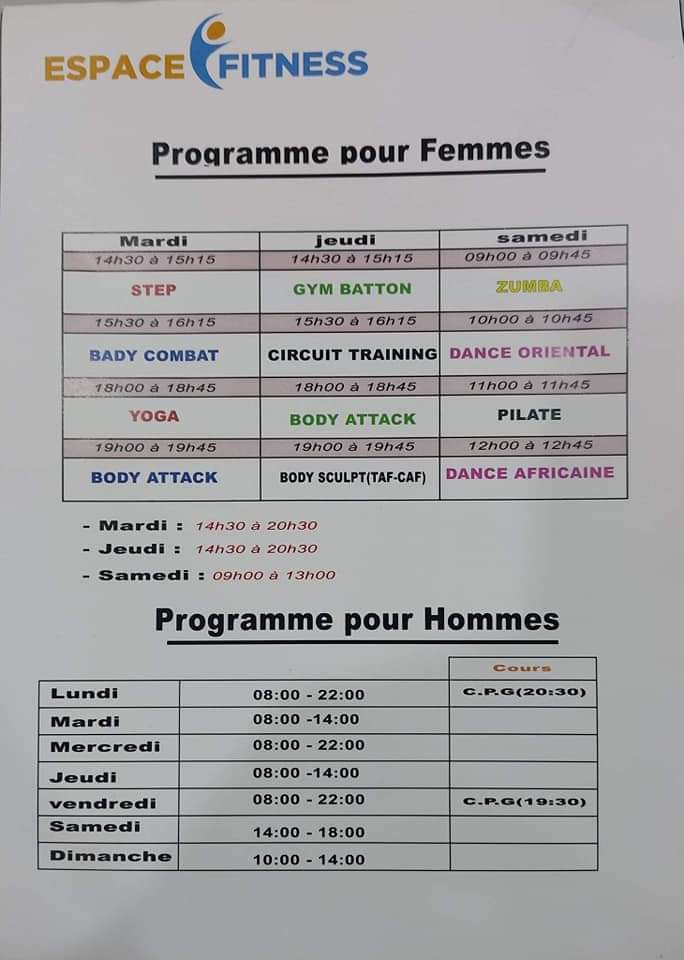 ESPACE FITNESS
Programme pour Femmes
Mardi jeudi samedi
14h30 à 15h15 14h30 à 15h15 09h00 à 09h45
STEP GYM BATTON ZUMBA
15h30 à 16h15 15h30 à 16h15 10h00 à 10h45
BADY COMBAT CIRCUIT TRAINING DANCE ORIENTAL
18h00 à 18h45 18h00 à 18h45 11h00 à 11h45
YOGA BODY ATTACK PILATE
19h00 à 19h45 19h00 à 19h45 12h00 à 12h45
BODY ATTACK BODY SCULPT(TAF-CAF) DANCE AFRICAINE
- Mardi : 14h30 à 20h30
- Jeudi : 14h30 à 20h30
- Samedi : 09h00 à 13h00
Programme pour Hommes
Cours
Lundi 08:00 - 22:00 C.P.G(20:30)
Mardi 08:00 -14:00
Mercredi 08:00 - 22:00
Jeudi 08:00 -14:00
vendredi 08:00 - 22:00 C.P.G(19:30)
Samedi 14:00 - 18:00
Dimanche 10:00 - 14:00